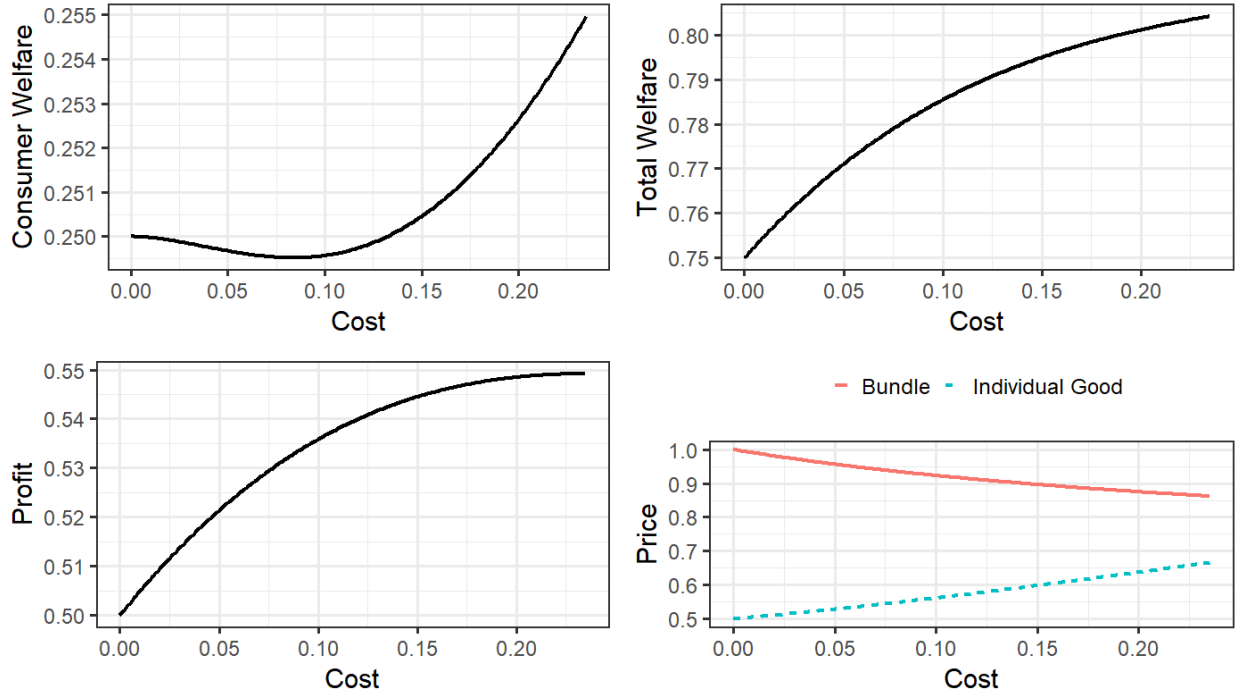 Consumer Welfare
0.255
0.254
0.253
0.252
0.251
0.250
0.00 0.05 0.10 0.15 0.20
Cost
Total Welfare
0.80
0.79
0.78
0.77
0.76
0.75
0.00 0.05 0.10 0.15 0.20
Cost
Profit
0.55
0.54
0.53
0.52
0.51
0.50
0.00 0.05 0.10 0.15 0.20
Cost
Bundle Individual Good
Price
1.0
0.9
0.8
0.7
0.6
0.5
0.00 0.05 0.10 0.15 0.20
Cost